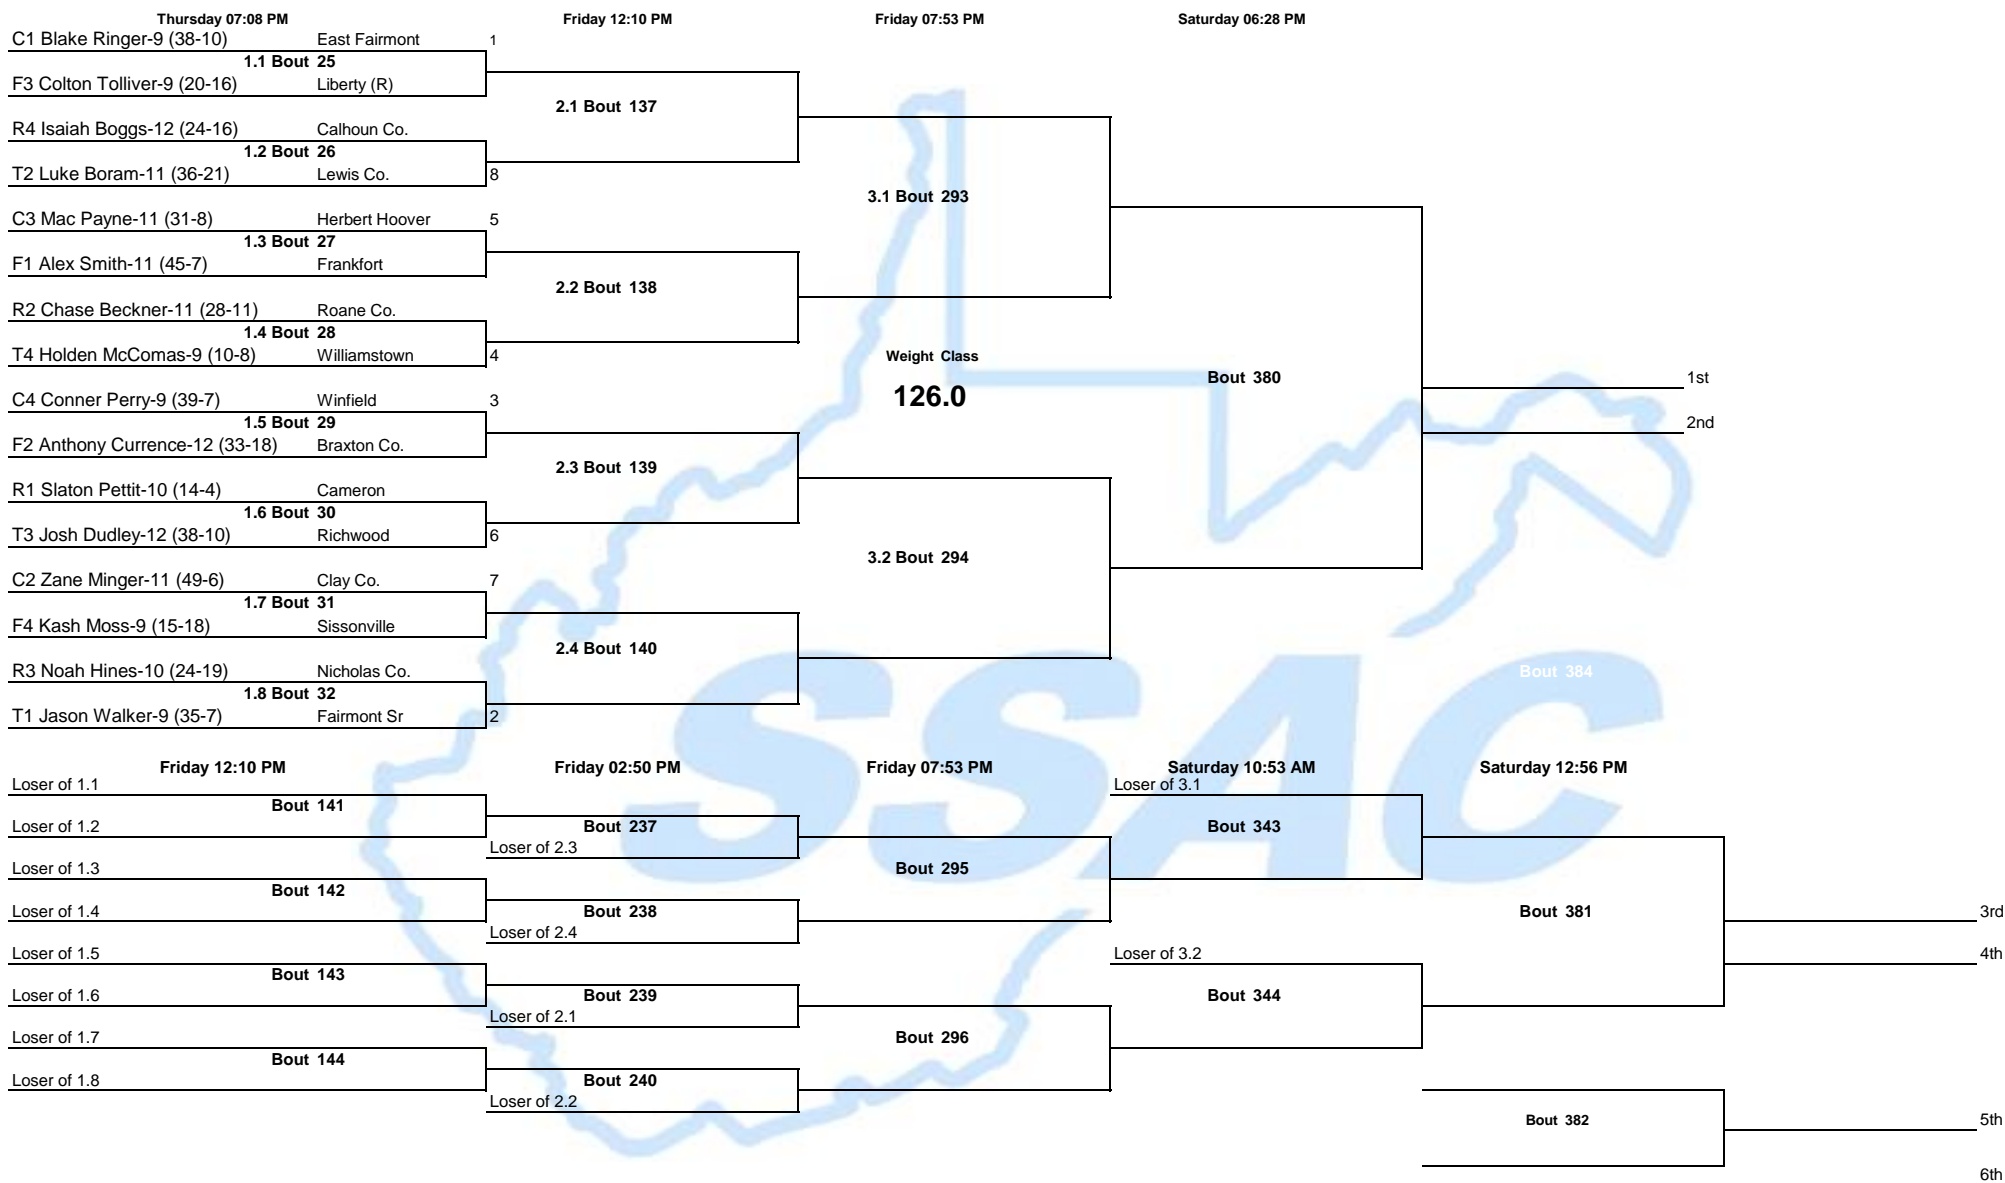 Thursday 07:08 PM Friday 12:10 PM Friday 07:53 PM Saturday 06:28 PM
C1 Blake Ringer-9 (38-10) East Fairmont 1
1.1 Bout 25
F3 Colton Tolliver-9 (20-16) Liberty (R)
2.1 Bout 137
R4 Isaiah Boggs-12 (24-16) Calhoun Co.
1.2 Bout 26
T2 Luke Boram-11 (36-21) Lewis Co. 8
3.1 Bout 293
C3 Mac Payne-11 (31-8) Herbert Hoover 5
1.3 Bout 27
F1 Alex Smith-11 (45-7) Frankfort
2.2 Bout 138
R2 Chase Beckner-11 (28-11) Roane Co.
1.4 Bout 28
T4 Holden McComas-9 (10-8) Williamstown 4
Weight Class
Bout 380 1st
126.0
C4 Conner Perry-9 (39-7) Winfield 3
1.5 Bout 29 2nd
F2 Anthony Currence-12 (33-18) Braxton Co.
2.3 Bout 139
R1 Slaton Pettit-10 (14-4) Cameron
1.6 Bout 30
T3 Josh Dudley-12 (38-10) Richwood 6
3.2 Bout 294
C2 Zane Minger-11 (49-6) Clay Co. 7
1.7 Bout 31
F4 Kash Moss-9 (15-18) Sissonville
2.4 Bout 140
R3 Noah Hines-10 (24-19) Nicholas Co. Bout 384
1.8 Bout 32
T1 Jason Walker-9 (35-7) Fairmont Sr 2
SSAC
Friday 12:10 PM Friday 02:50 PM Friday 07:53 PM Saturday 10:53 AM Saturday 12:56 PM
Loser of 1.1 Loser of 3.1
Bout 141
Loser of 1.2 Bout 237 Bout 343
Loser of 2.3
Loser of 1.3 Bout 295
Bout 142
Loser of 1.4 Bout 238 Bout 381 3rd
Loser of 2.4
Loser of 1.5 Loser of 3.2 4th
Bout 143
Loser of 1.6 Bout 239 Bout 344
Loser of 2.1
Loser of 1.7 Bout 296
Bout 144
Loser of 1.8 Bout 240
Loser of 2.2
Bout 382 5th
6th